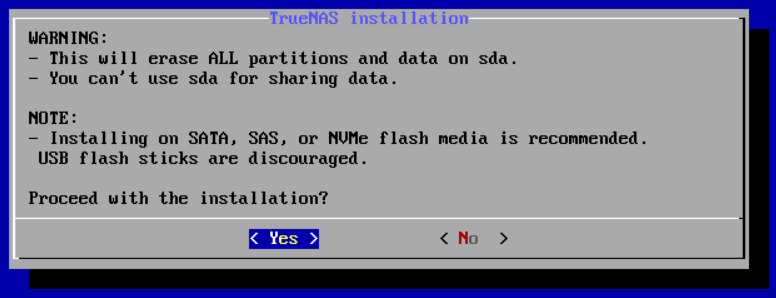 TrueNAS installation
WARNING:
- This will erase ALL partitions and data on sda.
- You can't use sda for sharing data.
NOTE:
- Installing on SATA, SAS, or NVMe flash media is recommended.
USB flash sticks are discouraged.
Proceed with the installation?
< Yes > < No >